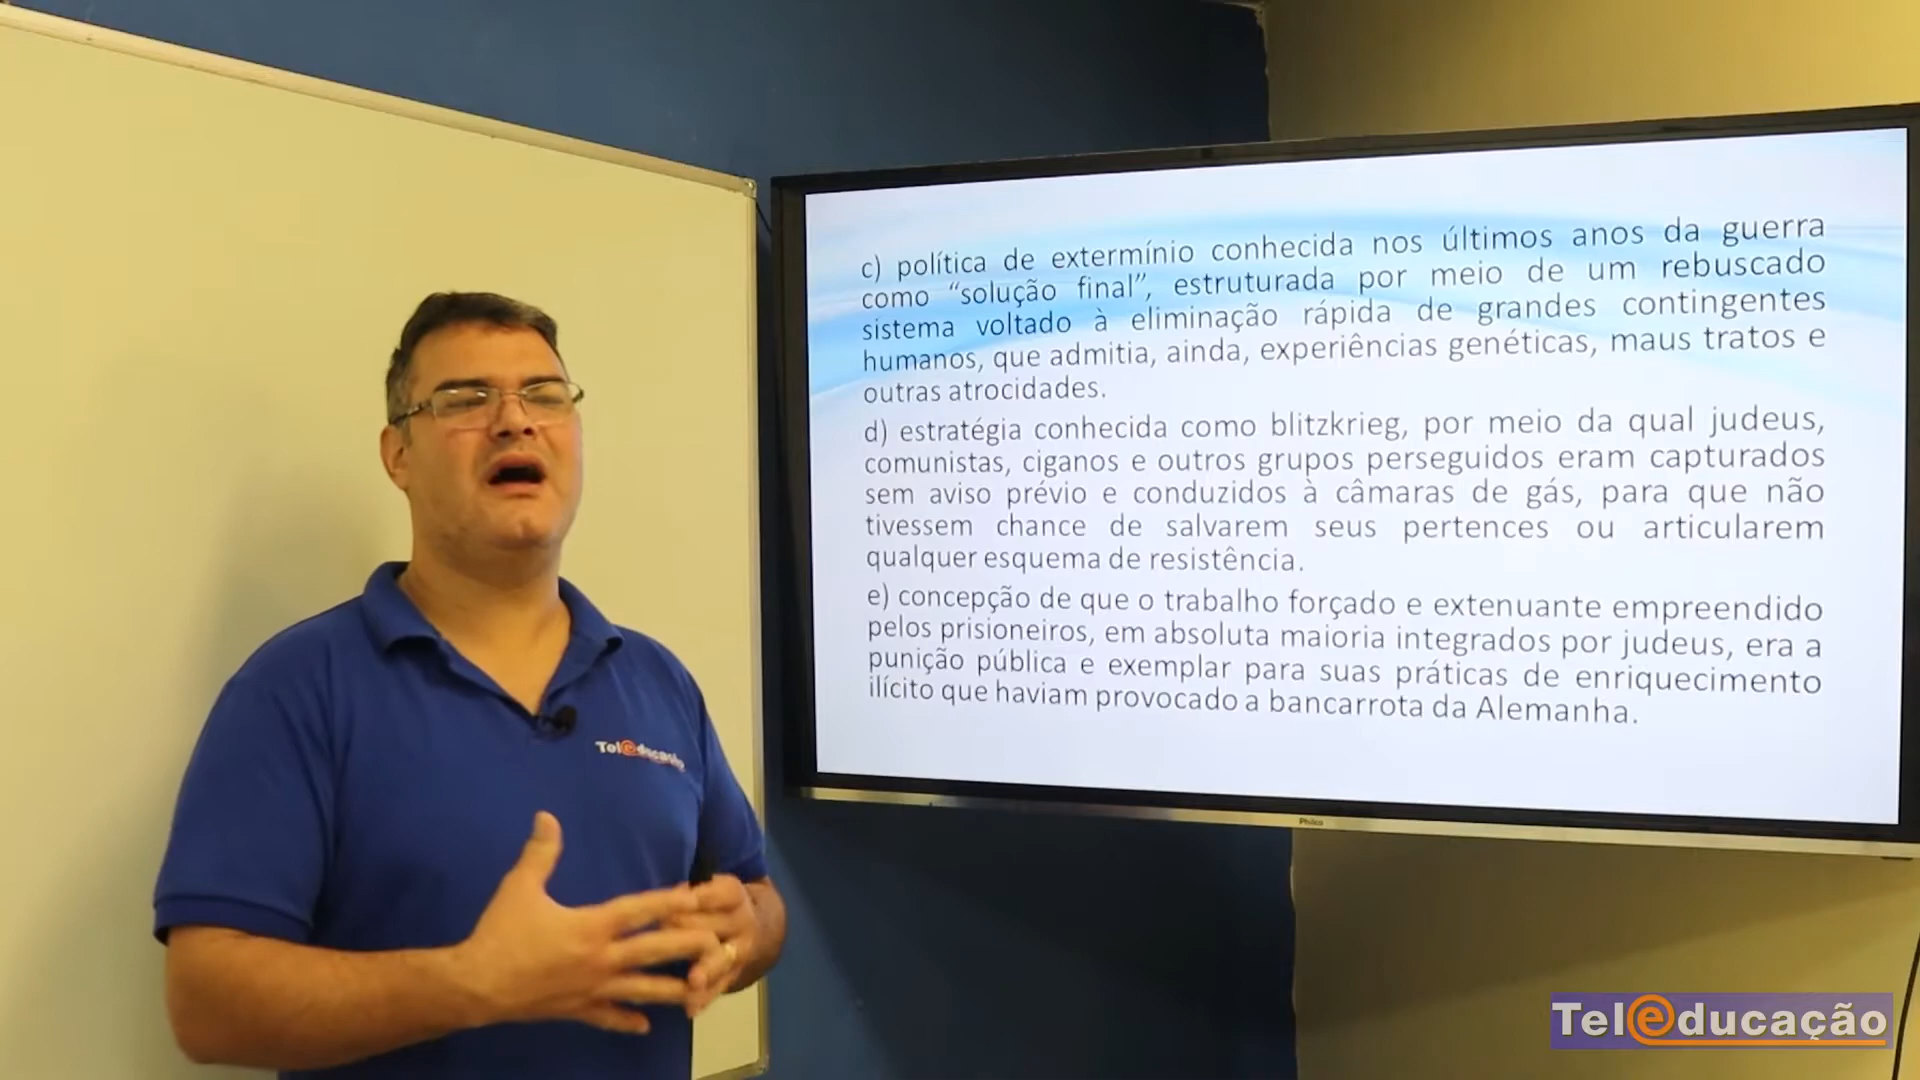 c) política de extermínio conhecida nos últimos anos da guerra
como “solução final”, estruturada por meio de um rebuscado
sistema voltado à eliminação rápida de grandes contingentes
humanos, que admitia, ainda, experiências genéticas, maus tratos e
outras atrocidades.
d) estratégia conhecida como blitzkrieg, por meio da qual judeus,
comunistas, ciganos e outros grupos perseguidos eram capturados
sem aviso prévio e conduzidos à câmaras de gás, para que não
tivessem chance de salvarem seus pertences ou articularem
qualquer esquema de resistência.
e) concepção de que o trabalho forçado e extenuante empreendido
pelos prisioneiros, em absoluta maioria integrados por judeus, era a
punição pública e exemplar para suas práticas de enriquecimento
ilícito que haviam provocado a bancarrota da Alemanha.
Philco
Teleducação
Teleducação